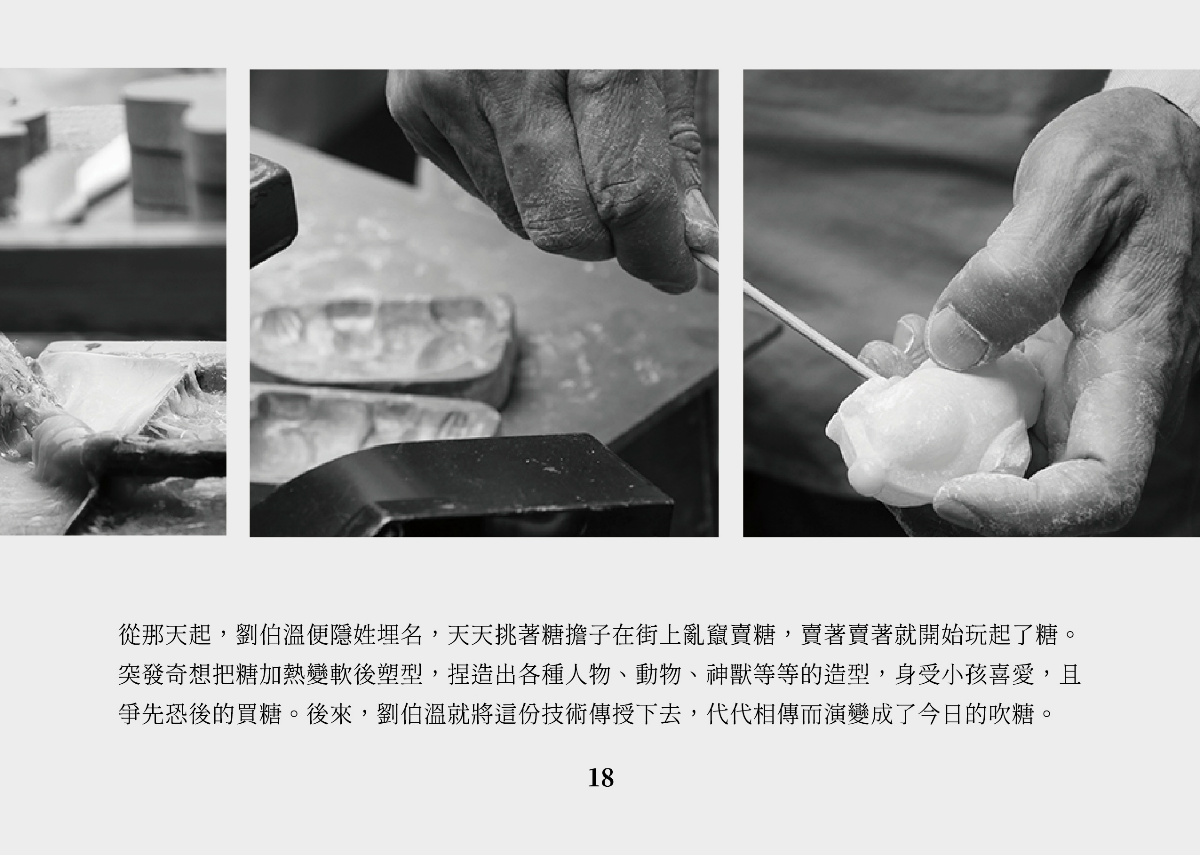 從那天起，劉伯溫便隱姓埋名，天天挑著糖擔子在街上亂竄賣糖，賣著賣著就開始玩起了糖。
突發奇想把糖加熱變軟後塑型，捏造出各種人物、動物、神獸等等的造型，身受小孩喜愛，且
爭先恐後的買糖。後來，劉伯溫就將這份技術傳授下去，代代相傳而演變成了今日的吹糖。
18